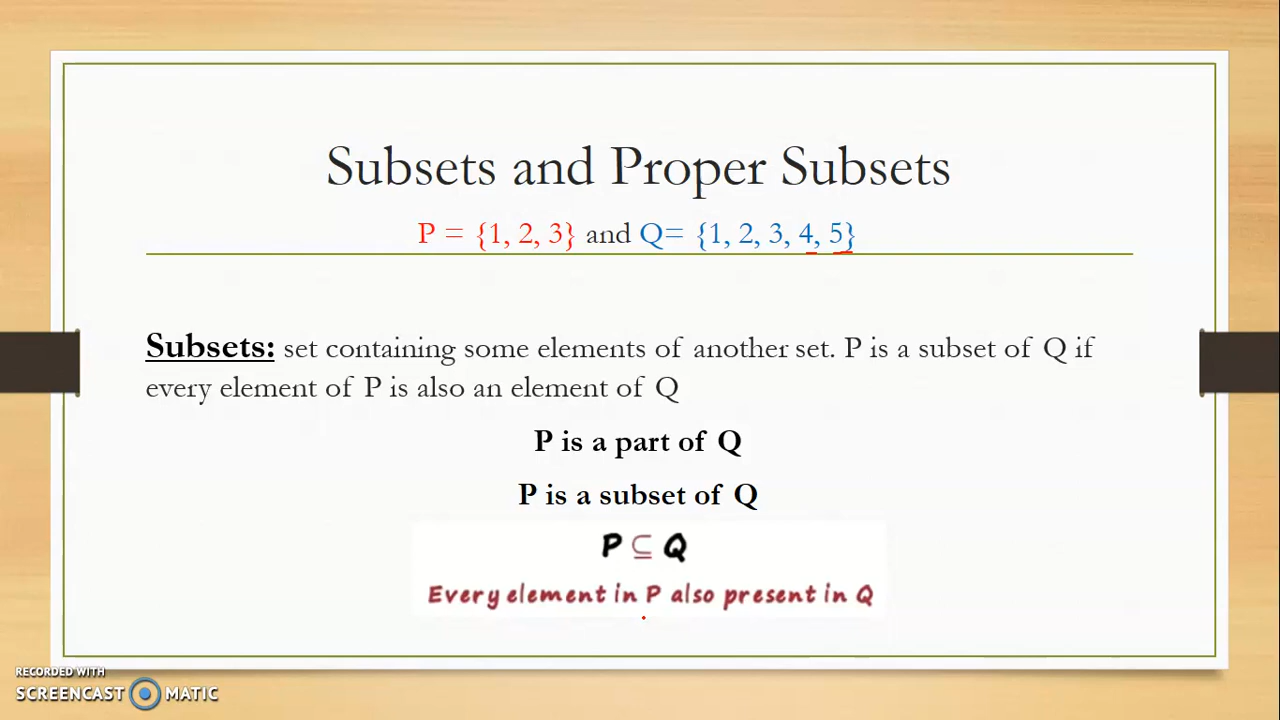 Subsets and Proper Subsets
P = {1, 2, 3} and Q= {1, 2, 3, 4, 5}
Subsets: set containing some elements of another set. P is a subset of Q if
every element of P is also an element of Q
P is a part of Q
P is a subset of Q
P ⊆ Q
Every element in P also present in Q
RECORDED WITH
SCREENCAST MATIC